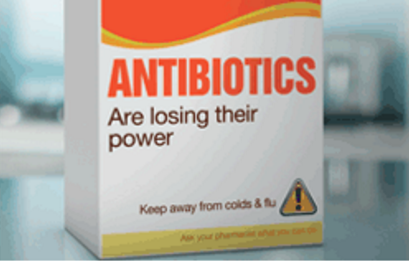 ANTIBIOTICS
Are losing their
power
Keep away from colds & flu
Ask your pharmacist what you can do